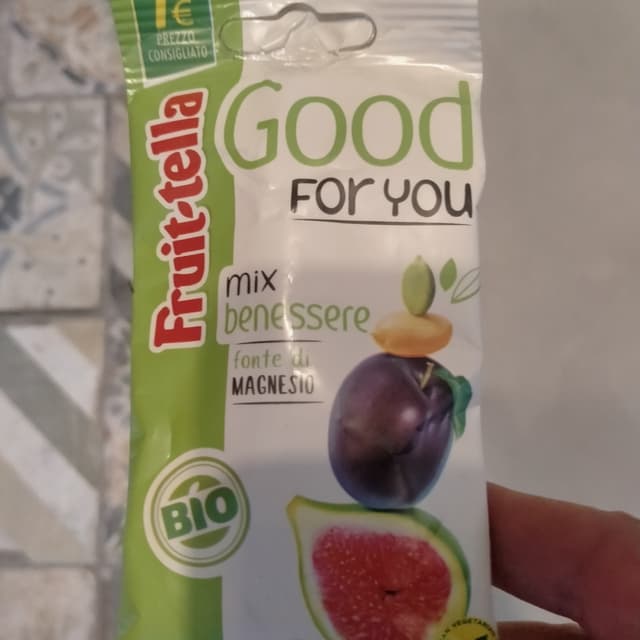 1€
PREZZO
CONSIGLIATO
Fruit-tella
GOOD
FOR YOU
mix
benessere
fonte di
MAGNESIO
BIO